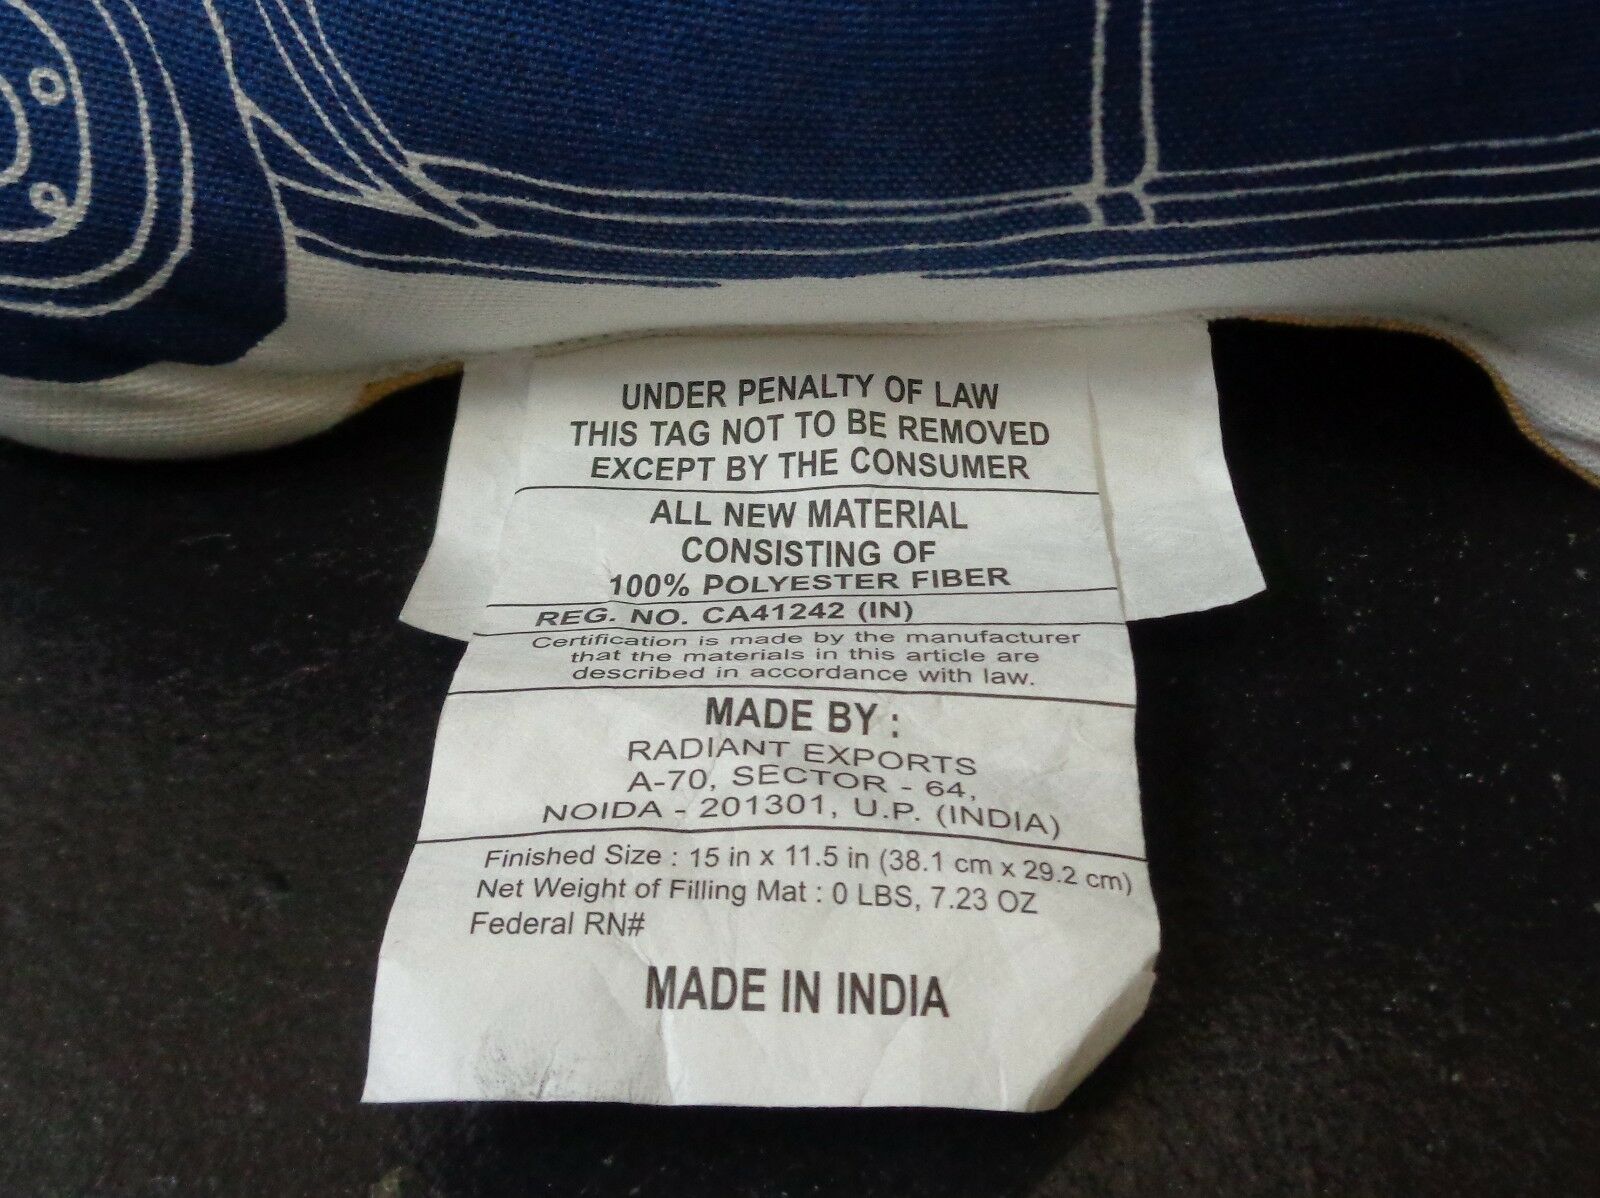 UNDER PENALTY OF LAW
THIS TAG NOT TO BE REMOVED
EXCEPT BY THE CONSUMER
ALL NEW MATERIAL
CONSISTING OF
100% POLYESTER FIBER
REG. NO. CA41242 (IN)
Certification is made by the manufacturer
that the materials in this article are
described in accordance with law.
MADE BY :
RADIANT EXPORTS
A-70, SECTOR - 64,
NOIDA - 201301, U.P. (INDIA)
Finished Size : 15 in x 11.5 in (38.1 cm x 29.2 cm)
Net Weight of Filling Mat : 0 LBS, 7.23 OZ
Federal RN#
MADE IN INDIA